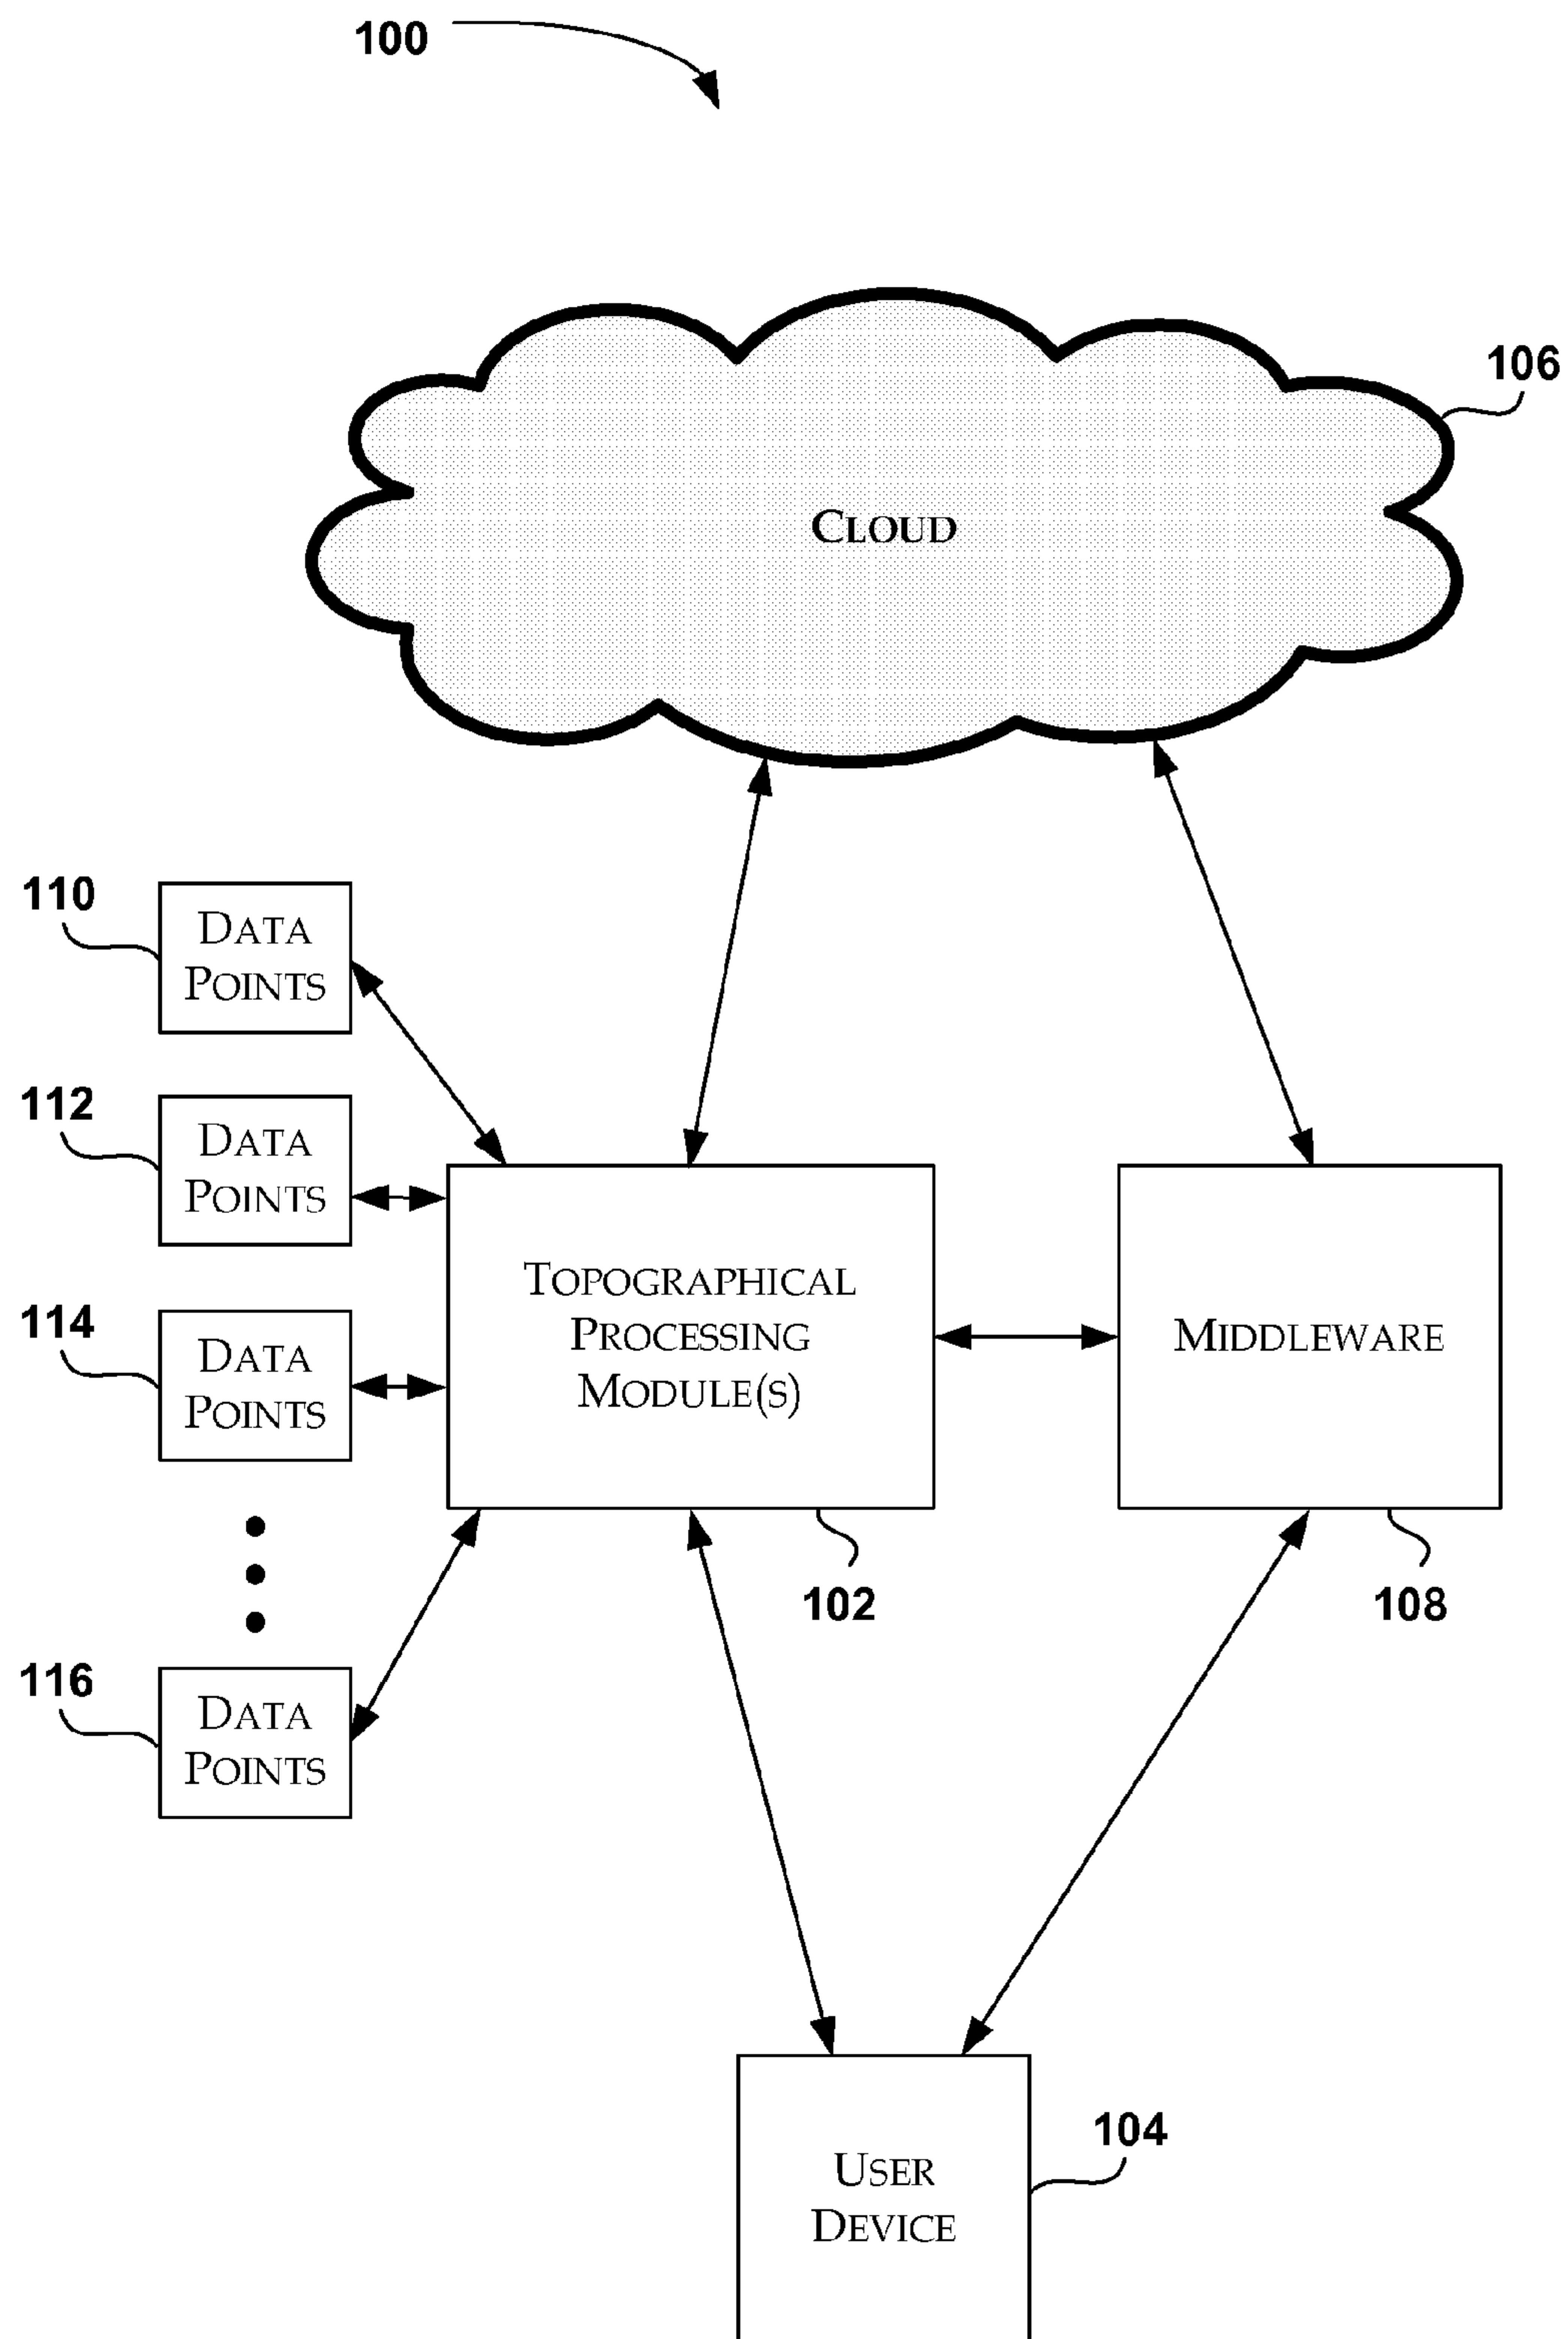 100
106
CLOUD
110
DATA
POINTS
112
DATA
POINTS
114
DATA
POINTS
TOPOGRAPHICAL
PROCESSING
MODULE(S)
MIDDLEWARE
102
108
116
DATA
POINTS
104
USER
DEVICE